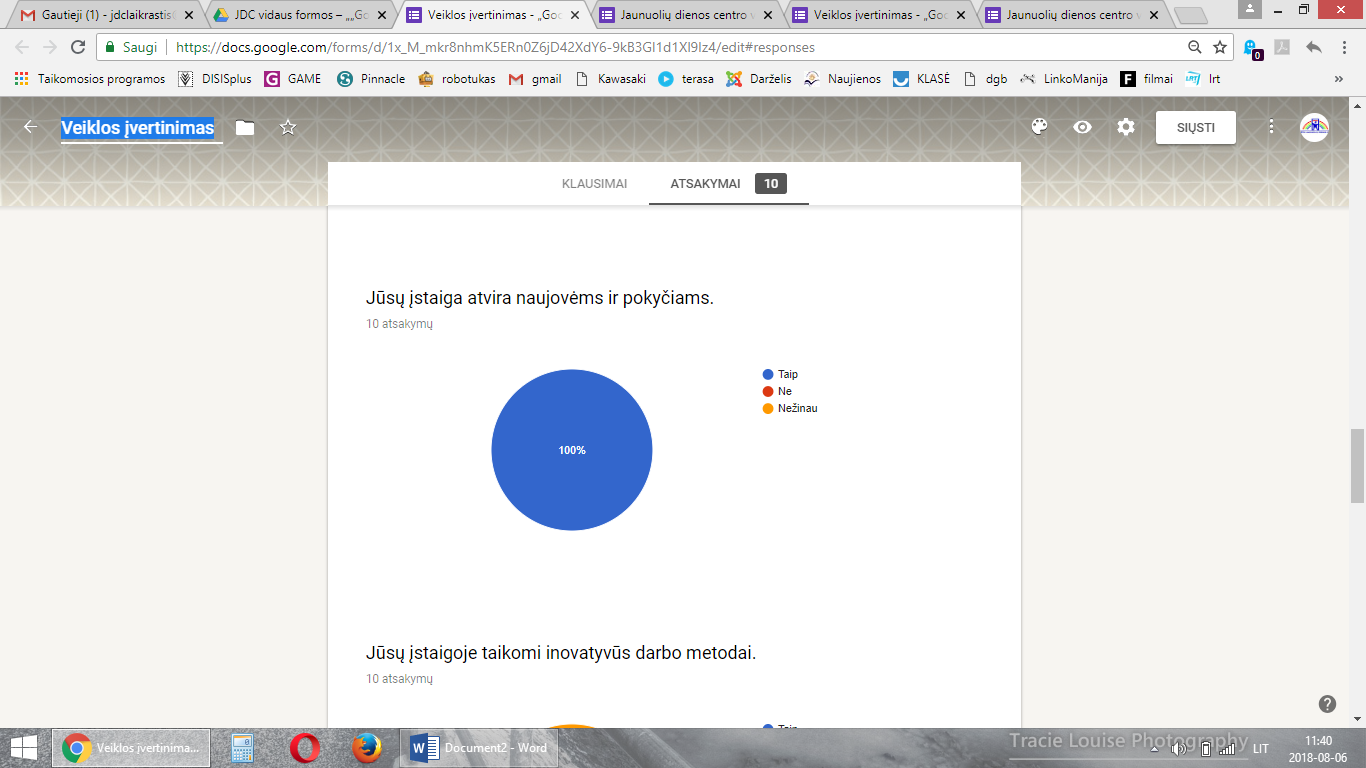 Gautieji (1) - jdclaikrastis
JDC vidaus formos – „„Go
Veiklos įvertinimas - „Goo
Jaunuolių dienos centro v
Veiklos įvertinimas - „Goo
Jaunuolių dienos centro v
Saugi
https://docs.google.com/forms/d/1x_M_mkr8nhmK5ERn0Z6jD42XdY6-9kB3Gl1d1Xl9lz4/edit#responses
0
Taikomosios programos
DISISplus
GAME
Pinnacle
robotukas
gmail
Kawasaki
terasa
Darželis
Naujienos
KLASĖ
dgb
LinkoManija
filmai
lrt
»
Veiklos įvertinimas
SIŲSTI
KLAUSIMAI
ATSAKYMAI 10
Jūsų įstaiga atvira naujovėms ir pokyčiams.
10 atsakymų
Taip
Ne
Nežinau
100%
Jūsų įstaigoje taikomi inovatyvūs darbo metodai.
10 atsakymų
Veiklos įvertinima...
Document2 - Word
Tracie Louise Photography
LIT
11:40
2018-08-06